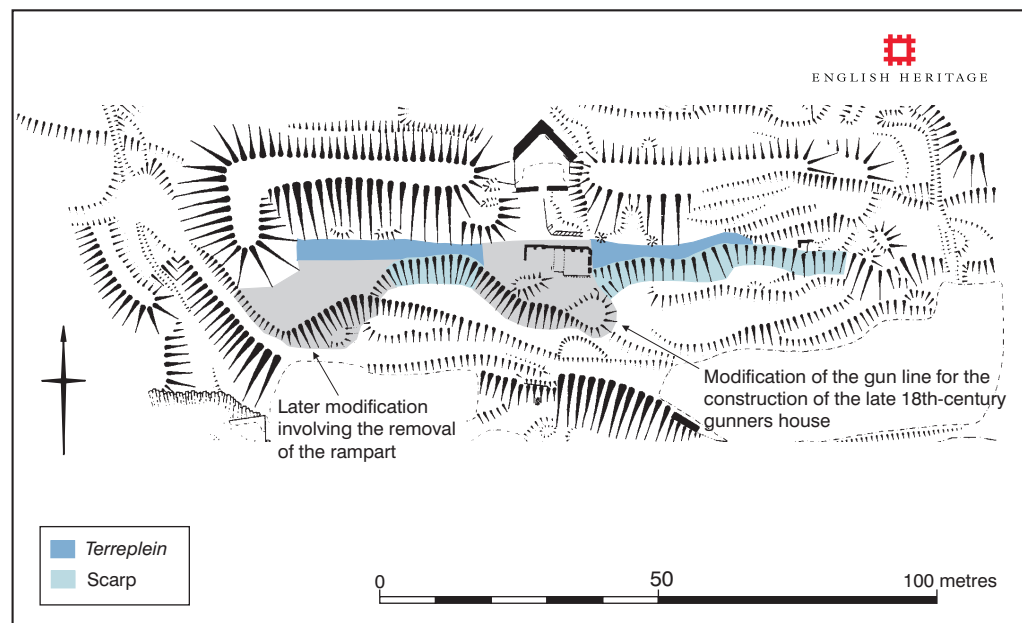 ENGLISH HERITAGE
Later modification
involving the removal
of the rampart
Modification of the gun line for the
construction of the late 18th-century
gunners house
Terreplein
Scarp
0 50 100 metres